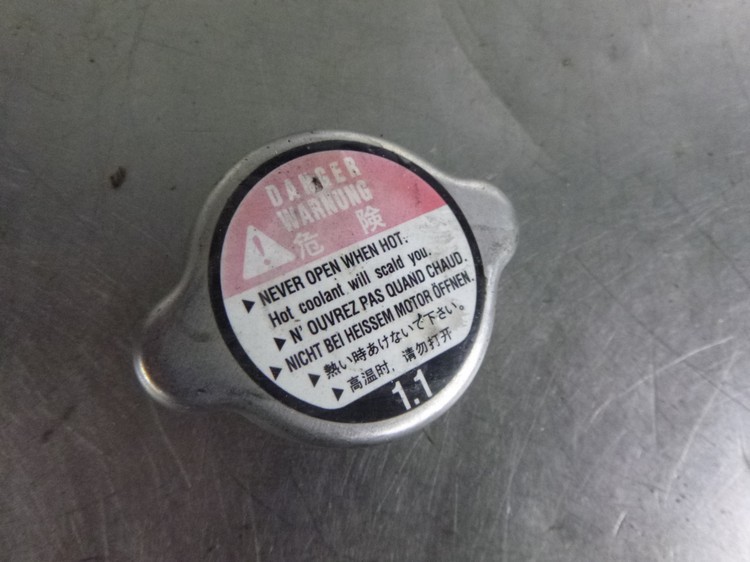 DANGER
WARNUNG
危険
▶ NEVER OPEN WHEN HOT.
Hot coolant will scald you.
▶ N' OUVREZ PAS QUAND CHAUD.
▶ NICHT BEI HEISSEM MOTOR ÖFFNEN.
▶ 熱い時あけないで下さい。
▶ 高温时，请勿打开
1.1